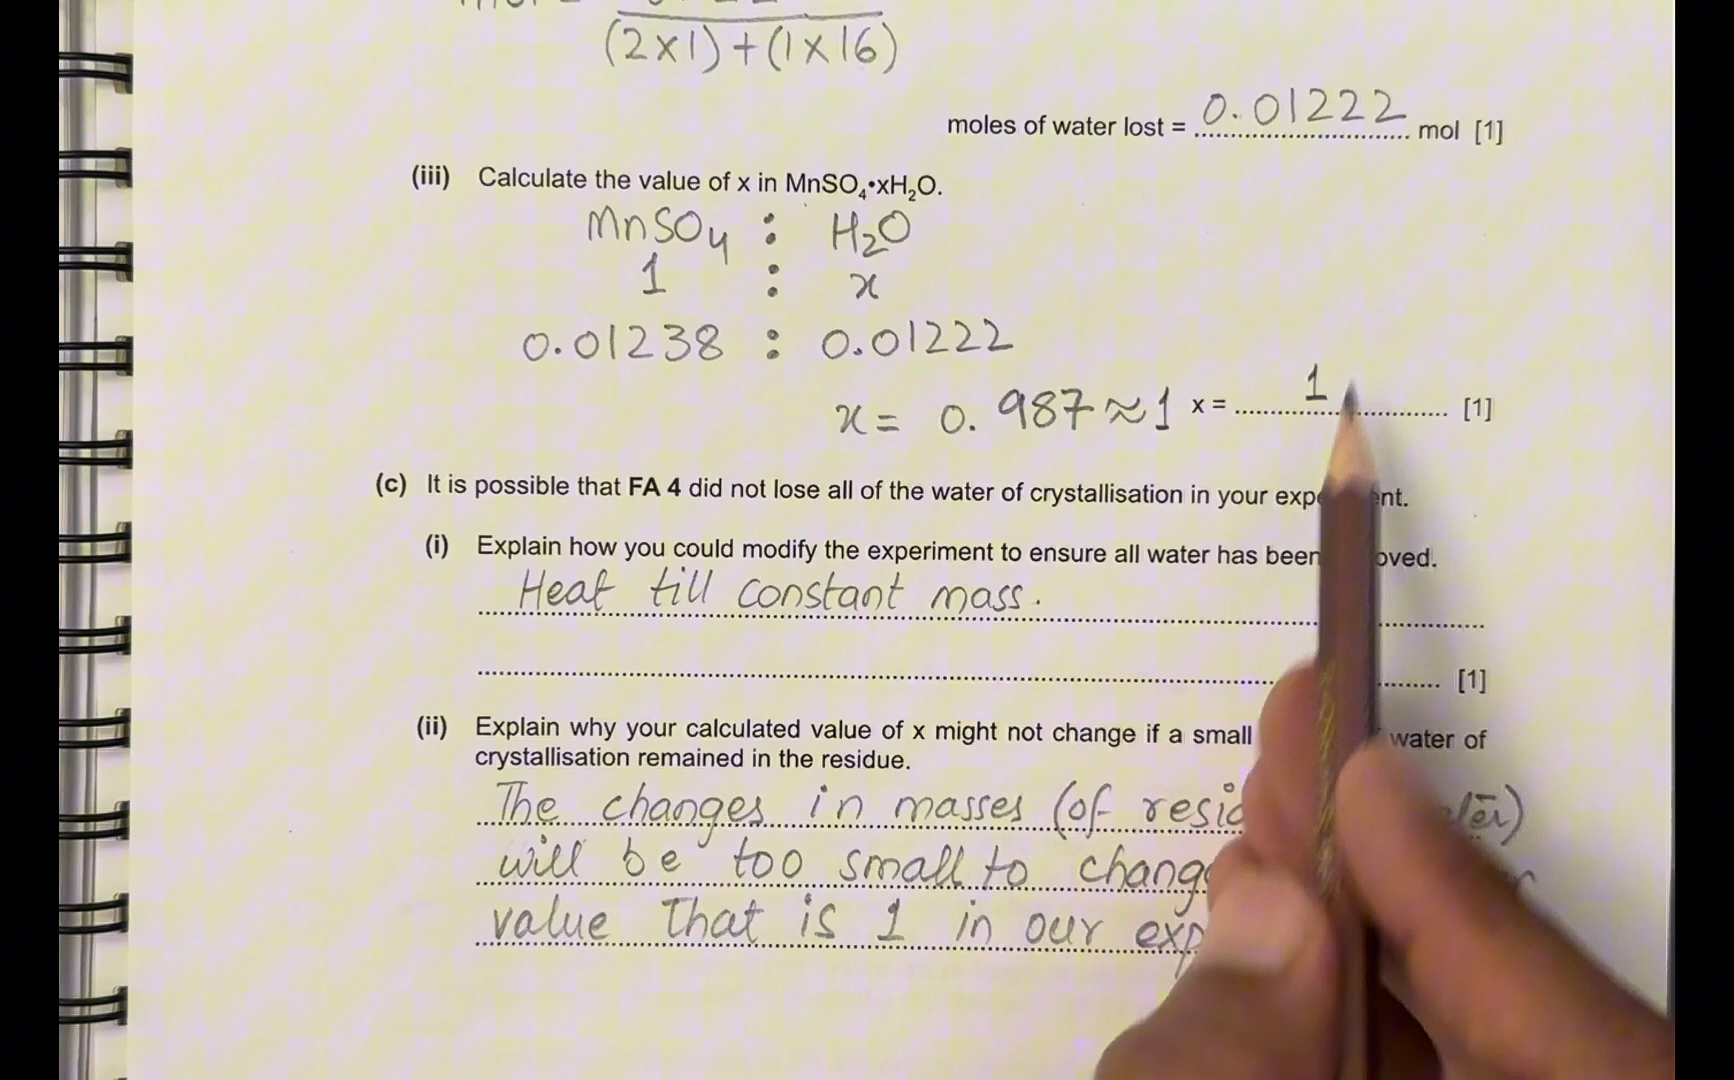 (2x1)+(1x16)
moles of water lost = 0.01222 mol [1]
(iii) Calculate the value of x in MnSO₄•xH₂O.
MnSO₄ : H₂O
1 : x
0.01238 : 0.01222
x = 0.987 ≈ 1 x = 1 [1]
(c) It is possible that FA 4 did not lose all of the water of crystallisation in your
(i) Explain how you could modify the experiment to ensure all water has been
Heat till constant mass.
[1]
(ii) Explain why your calculated value of x might not change if a small water of
crystallisation remained in the residue.
The changes in masses (of
will be too small to
value that is 1 in our